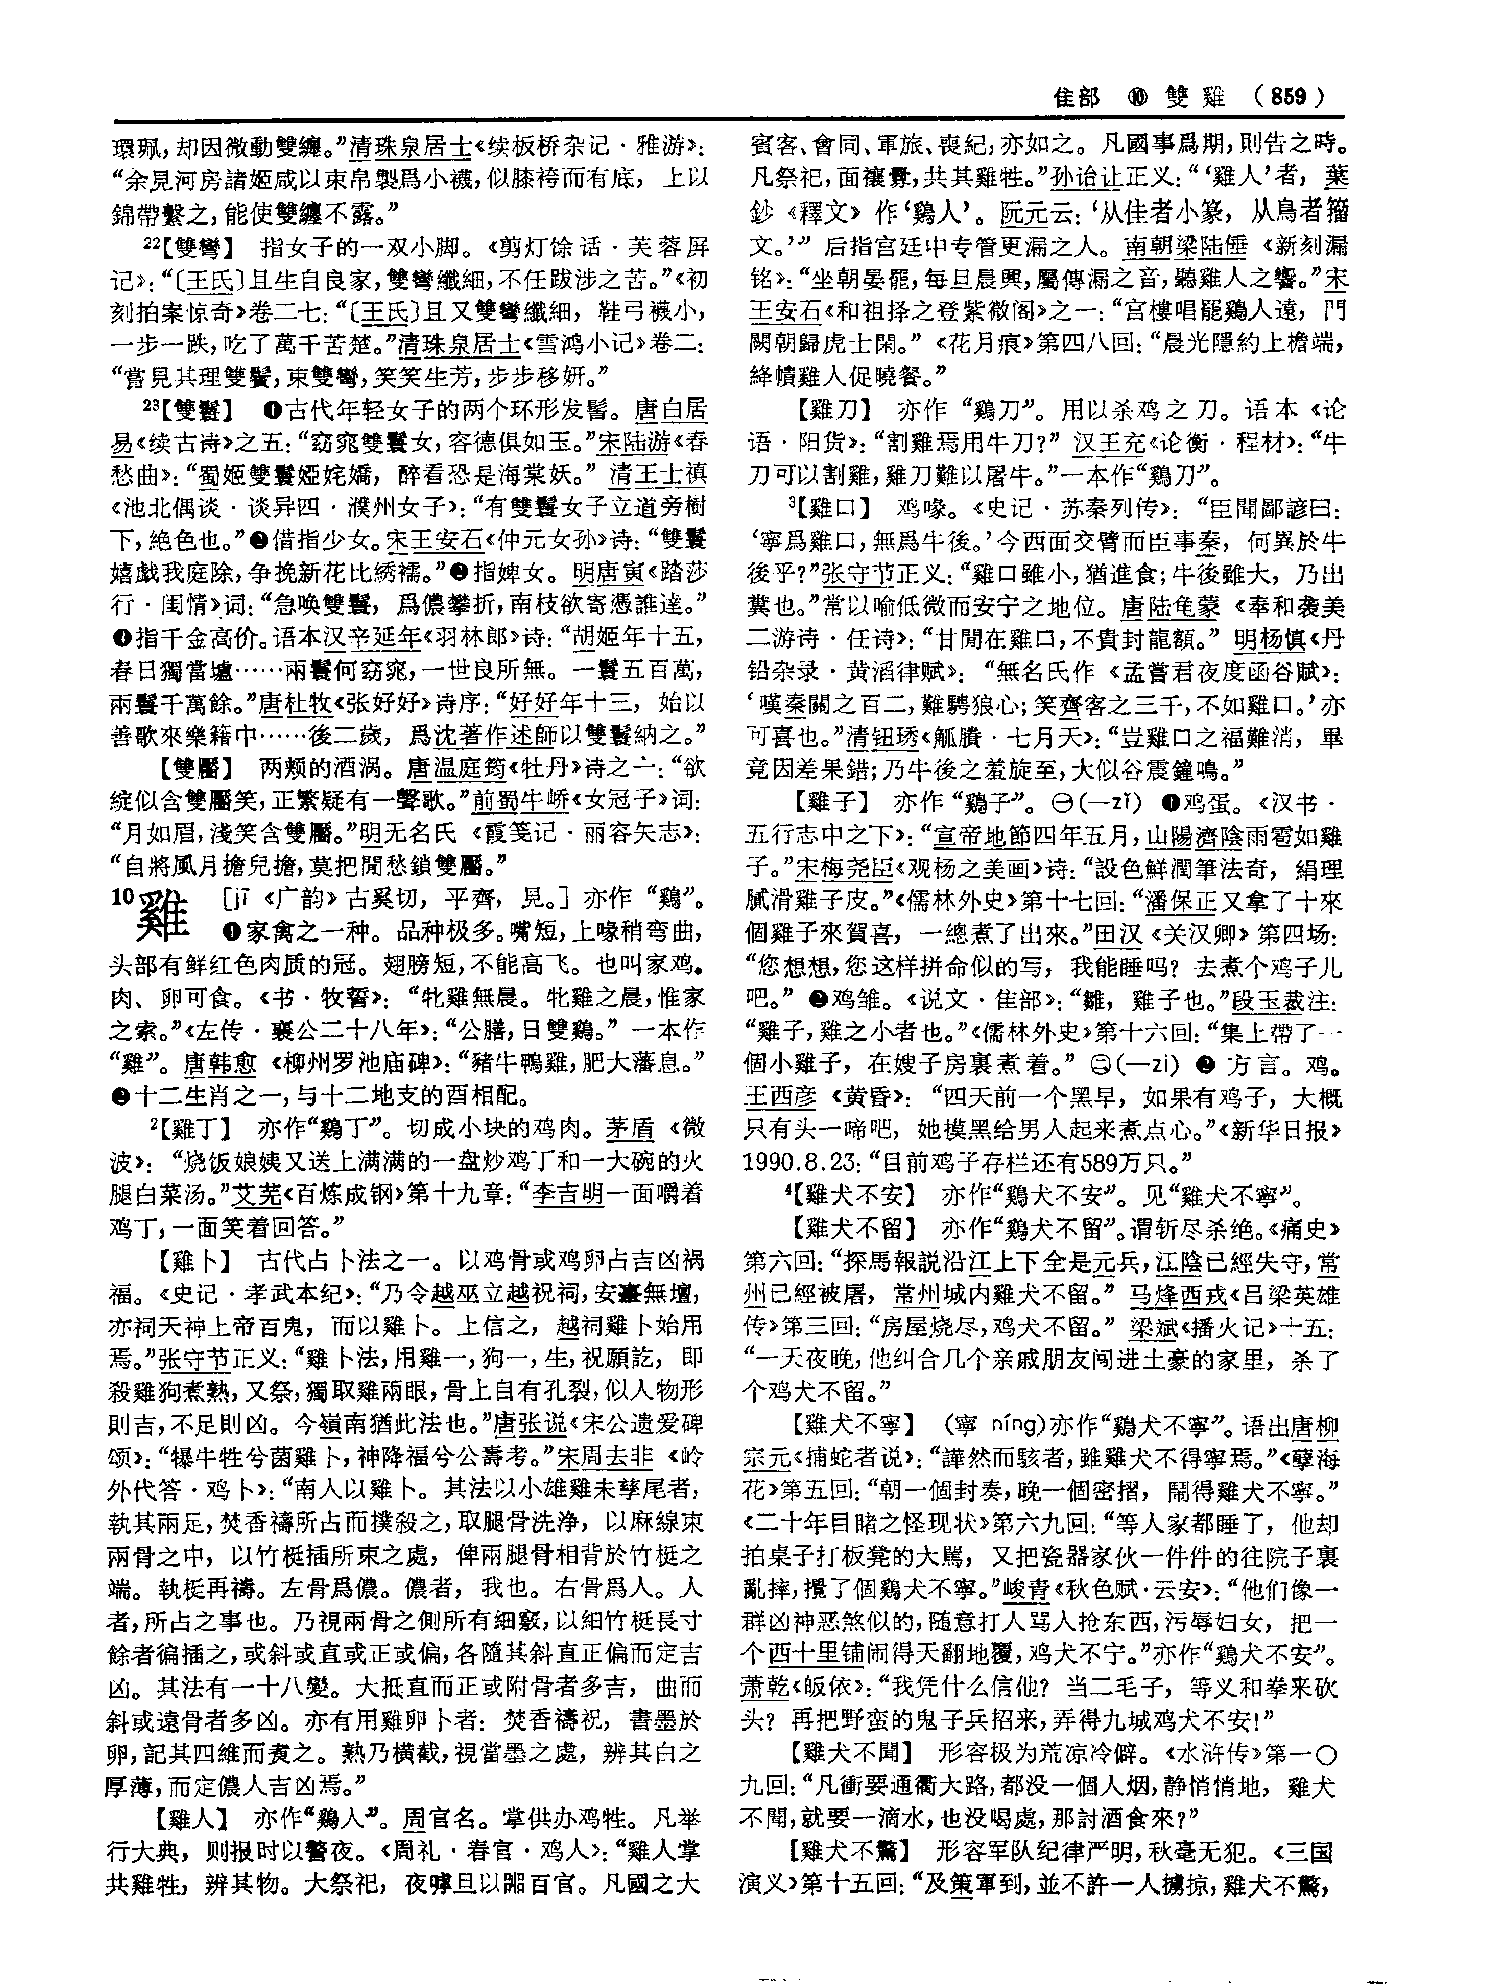 隹部 ⑩ 雙 雞 （859）
環珮，却因微動雙纏。”清珠泉居士《续板桥杂记·雅游》：
“余見河房諸姬咸以束帛製爲小襪，似膝袴而有底，上以
錦帶繫之，能使雙纏不露。”
22【雙彎】 指女子的一双小脚。《剪灯馀话·芙蓉屏
记》：“〔王氏〕且生自良家，雙彎纖細，不任跋涉之苦。”《初
刻拍案惊奇》卷二七：“〔王氏〕且又雙彎纖細，鞋弓襪小，
一步一跌，吃了萬千苦楚。”清珠泉居士《雪鸿小记》卷二：
“嘗見其理雙鬟，束雙彎，笑笑生芳，步步移妍。”
23【雙鬟】 ❶古代年轻女子的两个环形发髻。唐白居
易《续古诗》之五：“窈窕雙鬟女，容德俱如玉。”宋陆游《春
愁曲》：“蜀姬雙鬟婭姹嬌，醉看恐是海棠妖。” 清王士禛
《池北偶谈·谈异四·濮州女子》：“有雙鬟女子立道旁樹
下，絶色也。”❷借指少女。宋王安石《仲元女孙》诗：“雙鬟
嬉戯我庭除，争挽新花比綉襦。”❸指婢女。明唐寅《踏莎
行·闺情》词：“急唤雙鬟，爲儂攀折，南枝欲寄憑誰達。”
❹指千金高价。语本汉辛延年《羽林郎》诗：“胡姬年十五，
春日獨當壚……兩鬟何窈窕，一世良所無。一鬟五百萬，
兩鬟千萬餘。”唐杜牧《张好好》诗序：“好好年十三，始以
善歌來樂籍中……後二歲，爲沈著作述師以雙鬟納之。”
【雙靨】 两颊的酒涡。唐温庭筠《牡丹》诗之二：“欲
綻似含雙靨笑，正繁疑有一聲歌。”前蜀牛峤《女冠子》词：
“月如眉，淺笑含雙靨。”明无名氏《霞笺记·丽容矢志》：
“自將風月擔兒擔，莫把閒愁鎖雙靨。”
10雞 ［jī 《广韵》古奚切，平齊，見。］亦作“鷄”。
❶家禽之一种。品种极多。嘴短，上喙稍弯曲，
头部有鲜红色肉质的冠。翅膀短，不能高飞。也叫家鸡。
肉、卵可食。《书·牧誓》：“牝雞無晨。牝雞之晨，惟家
之索。”《左传·襄公二十八年》：“公膳，日雙鷄。”一本作
“雞”。唐韩愈《柳州罗池庙碑》：“豬牛鴨雞，肥大蕃息。”
❷十二生肖之一，与十二地支的酉相配。
2【雞丁】 亦作“鷄丁”。切成小块的鸡肉。茅盾《微
波》：“烧饭娘姨又送上满满的一盘炒鸡丁和一大碗的火
腿白菜汤。”艾芜《百炼成钢》第十九章：“李吉明一面嚼着
鸡丁，一面笑着回答。”
【雞卜】 古代占卜法之一。以鸡骨或鸡卵占吉凶祸
福。《史记·孝武本纪》：“乃令越巫立越祝祠，安臺無壇，
亦祠天神上帝百鬼，而以雞卜。上信之，越祠雞卜始用
焉。”张守节正义：“雞卜法，用雞一，狗一，生，祝願訖，即
殺雞狗煮熟，又祭，獨取雞兩眼，骨上自有孔裂，似人物形
則吉，不足則凶。今嶺南猶此法也。”唐张说《宋公遗爱碑
颂》：“犦牛牲兮菌雞卜，神降福兮公壽考。”宋周去非《岭
外代答·鸡卜》：“南人以雞卜。其法以小雄雞未孳尾者，
執其兩足，焚香禱所占而撲殺之，取腿骨洗净，以麻線束
兩骨之中，以竹梃插所束之處，俾兩腿骨相背於竹梃之
端。執梃再禱。左骨爲儂。儂者，我也。右骨爲人。人
者，所占之事也。乃視兩骨之側所有細竅，以細竹梃長寸
餘者徧插之，或斜或直或正或偏，各隨其斜直正偏而定吉
凶。其法有一十八變。大抵直而正或附骨者多吉，曲而
斜或遠骨者多凶。亦有用雞卵卜者：焚香禱祝，書墨於
卵，記其四維而煮之。熟乃横截，視當墨之處，辨其白之
厚薄，而定儂人吉凶焉。”
【雞人】 亦作“鷄人”。周官名。掌供办鸡牲。凡举
行大典，则报时以警夜。《周礼·春官·鸡人》：“雞人掌
共雞牲，辨其物。大祭祀，夜嘑旦以嘂百官。凡國之大
賓客、會同、軍旅、喪紀，亦如之。凡國事爲期，則告之時。
凡祭祀，面禳釁，共其雞牲。”孙诒让正义：“‘雞人’者，葉
鈔《釋文》作‘鷄人’。阮元云：‘从隹者小篆，从鳥者籀
文。’” 后指宫廷中专管更漏之人。南朝梁陆倕《新刻漏
铭》：“坐朝晏罷，每旦晨興，屬傳漏之音，聽雞人之響。”宋
王安石《和祖择之登紫微阁》之一：“宫樓唱罷鷄人遠，門
闕朝歸虎士閑。”《花月痕》第四八回：“晨光隱約上檐端，
絳幘雞人促曉餐。”
【雞刀】 亦作“鷄刀”。用以杀鸡之刀。语本《论
语·阳货》：“割雞焉用牛刀？”汉王充《论衡·程材》：“牛
刀可以割雞，雞刀難以屠牛。”一本作“鷄刀”。
3【雞口】 鸡喙。《史记·苏秦列传》：“臣聞鄙諺曰：
‘寧爲雞口，無爲牛後。’今西面交臂而臣事秦，何異於牛
後乎？”张守节正义：“雞口雖小，猶進食；牛後雖大，乃出
糞也。”常以喻低微而安宁之地位。唐陆龟蒙《奉和袭美
二游诗·任诗》：“甘閒在雞口，不貴封龍額。”明杨慎《丹
铅杂录·黄滔律赋》：“無名氏作《孟嘗君夜度函谷賦》：
‘嘆秦關之百二，難騁狼心；笑齊客之三千，不如雞口。’亦
可喜也。”清钮琇《觚賸·七月天》：“豈雞口之福難消，畢
竟因差果錯；乃牛後之羞旋至，大似谷震鐘鳴。”
【雞子】 亦作“鷄子”。㊀（—zǐ） ❶鸡蛋。《汉书·
五行志中之下》：“宣帝地節四年五月，山陽濟陰雨雹如雞
子。”宋梅尧臣《观杨之美画》诗：“設色鮮潤筆法奇，絹理
膩滑雞子皮。”《儒林外史》第十七回：“潘保正又拿了十來
個雞子來賀喜，一總煮了出來。”田汉《关汉卿》第四场：
“您想想，您这样拼命似的写，我能睡吗？去煮个鸡子儿
吧。”❷鸡雏。《说文·隹部》：“雛，雞子也。”段玉裁注：
“雞子，雞之小者也。”《儒林外史》第十六回：“集上帶了一
個小雞子，在嫂子房裏煮着。” ㊁（—zi） ❷方言。鸡。
王西彦《黄昏》：“四天前一个黑早，如果有鸡子，大概
只有头一啼吧，她摸黑给男人起来煮点心。”《新华日报》
1990.8.23：“目前鸡子存栏还有589万只。”
4【雞犬不安】 亦作“鷄犬不安”。见“雞犬不寧”。
【雞犬不留】 亦作“鷄犬不留”。谓斩尽杀绝。《痛史》
第六回：“探馬報説沿江上下全是元兵，江陰已經失守，常
州已經被屠，常州城内雞犬不留。”马烽西戎《吕梁英雄
传》第三回：“房屋烧尽，鸡犬不留。”梁斌《播火记》十五：
“一天夜晚，他纠合几个亲戚朋友闯进土豪的家里，杀了
个鸡犬不留。”
【雞犬不寧】 （寧 níng）亦作“鷄犬不寧”。语出唐柳
宗元《捕蛇者说》：“譁然而駭者，雖雞犬不得寧焉。”《孽海
花》第五回：“朝一個封奏，晚一個密摺，鬧得雞犬不寧。”
《二十年目睹之怪现状》第六九回：“等人家都睡了，他却
拍桌子打板凳的大駡，又把瓷器家伙一件件的往院子裏
亂摔，攪了個鷄犬不寧。”峻青《秋色赋·云安》：“他们像一
群凶神恶煞似的，随意打人骂人抢东西，污辱妇女，把一
个西十里铺闹得天翻地覆，鸡犬不宁。”亦作“鷄犬不安”。
萧乾《皈依》：“我凭什么信他？当二毛子，等义和拳来砍
头？再把野蛮的鬼子兵招来，弄得九城鸡犬不安！”
【雞犬不聞】 形容极为荒凉冷僻。《水浒传》第一〇
九回：“凡衝要通衢大路，都没一個人烟，静悄悄地，雞犬
不聞，就要一滴水，也没喝處，那討酒食來？”
【雞犬不驚】 形容军队纪律严明，秋毫无犯。《三国
演义》第十五回：“及策軍到，並不許一人擄掠，雞犬不驚，